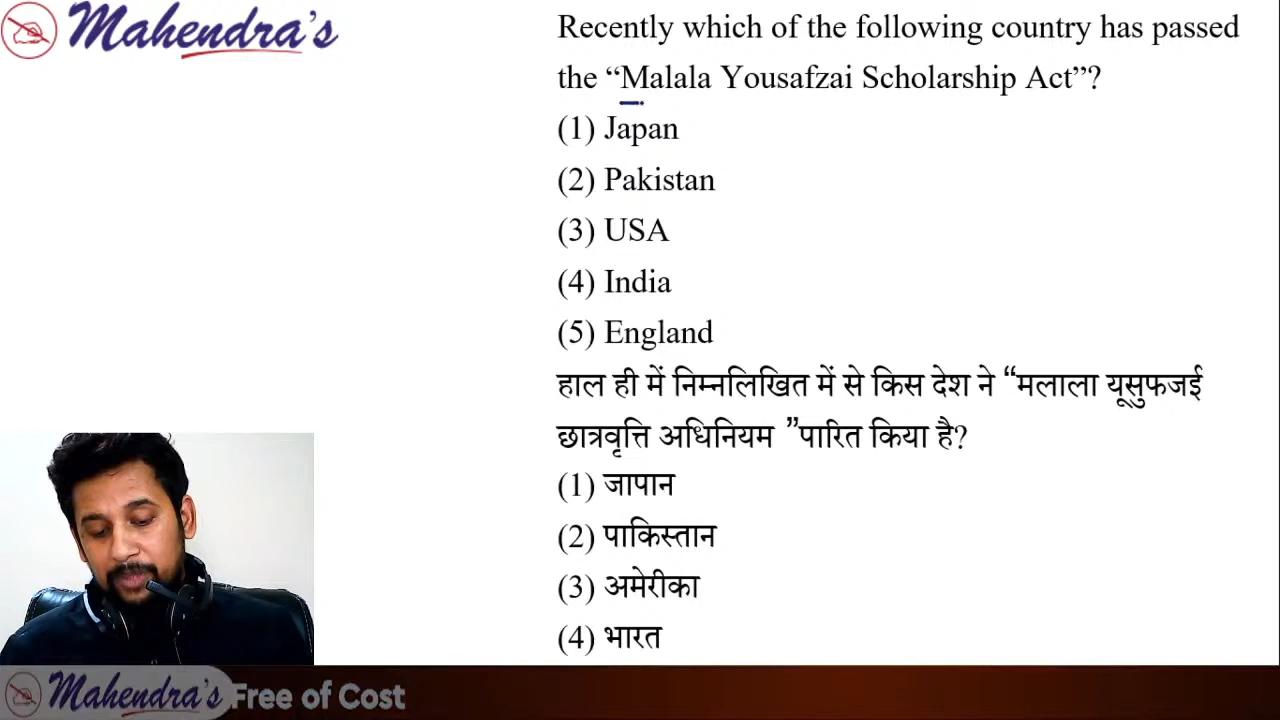 Mahendra's
Recently which of the following country has passed
the “Malala Yousafzai Scholarship Act”?
(1) Japan
(2) Pakistan
(3) USA
(4) India
(5) England
हाल ही में निम्नलिखित में से किस देश ने “मलाला यूसुफजई
छात्रवृत्ति अधिनियम ”पारित किया है?
(1) जापान
(2) पाकिस्तान
(3) अमेरीका
(4) भारत
Mahendra's Free of Cost